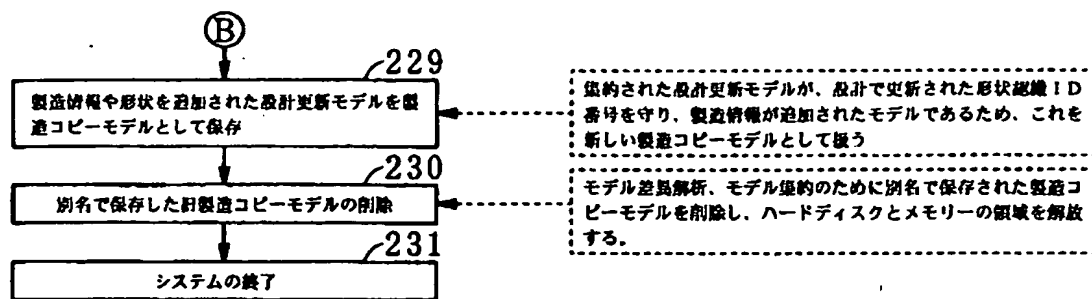 B
229
製造情報や形状を追加された設計更新モデルを製
造コピーモデルとして保存
集約された設計更新モデルが、設計で更新された形状認識ID
番号を守り、製造情報が追加されたモデルであるため、これを
新しい製造コピーモデルとして扱う
230
別名で保存した旧製造コピーモデルの削除
モデル差異解析、モデル集約のために別名で保存された製造コ
ピーモデルを削除し、ハードディスクとメモリーの領域を解放
する。
231
システムの終了